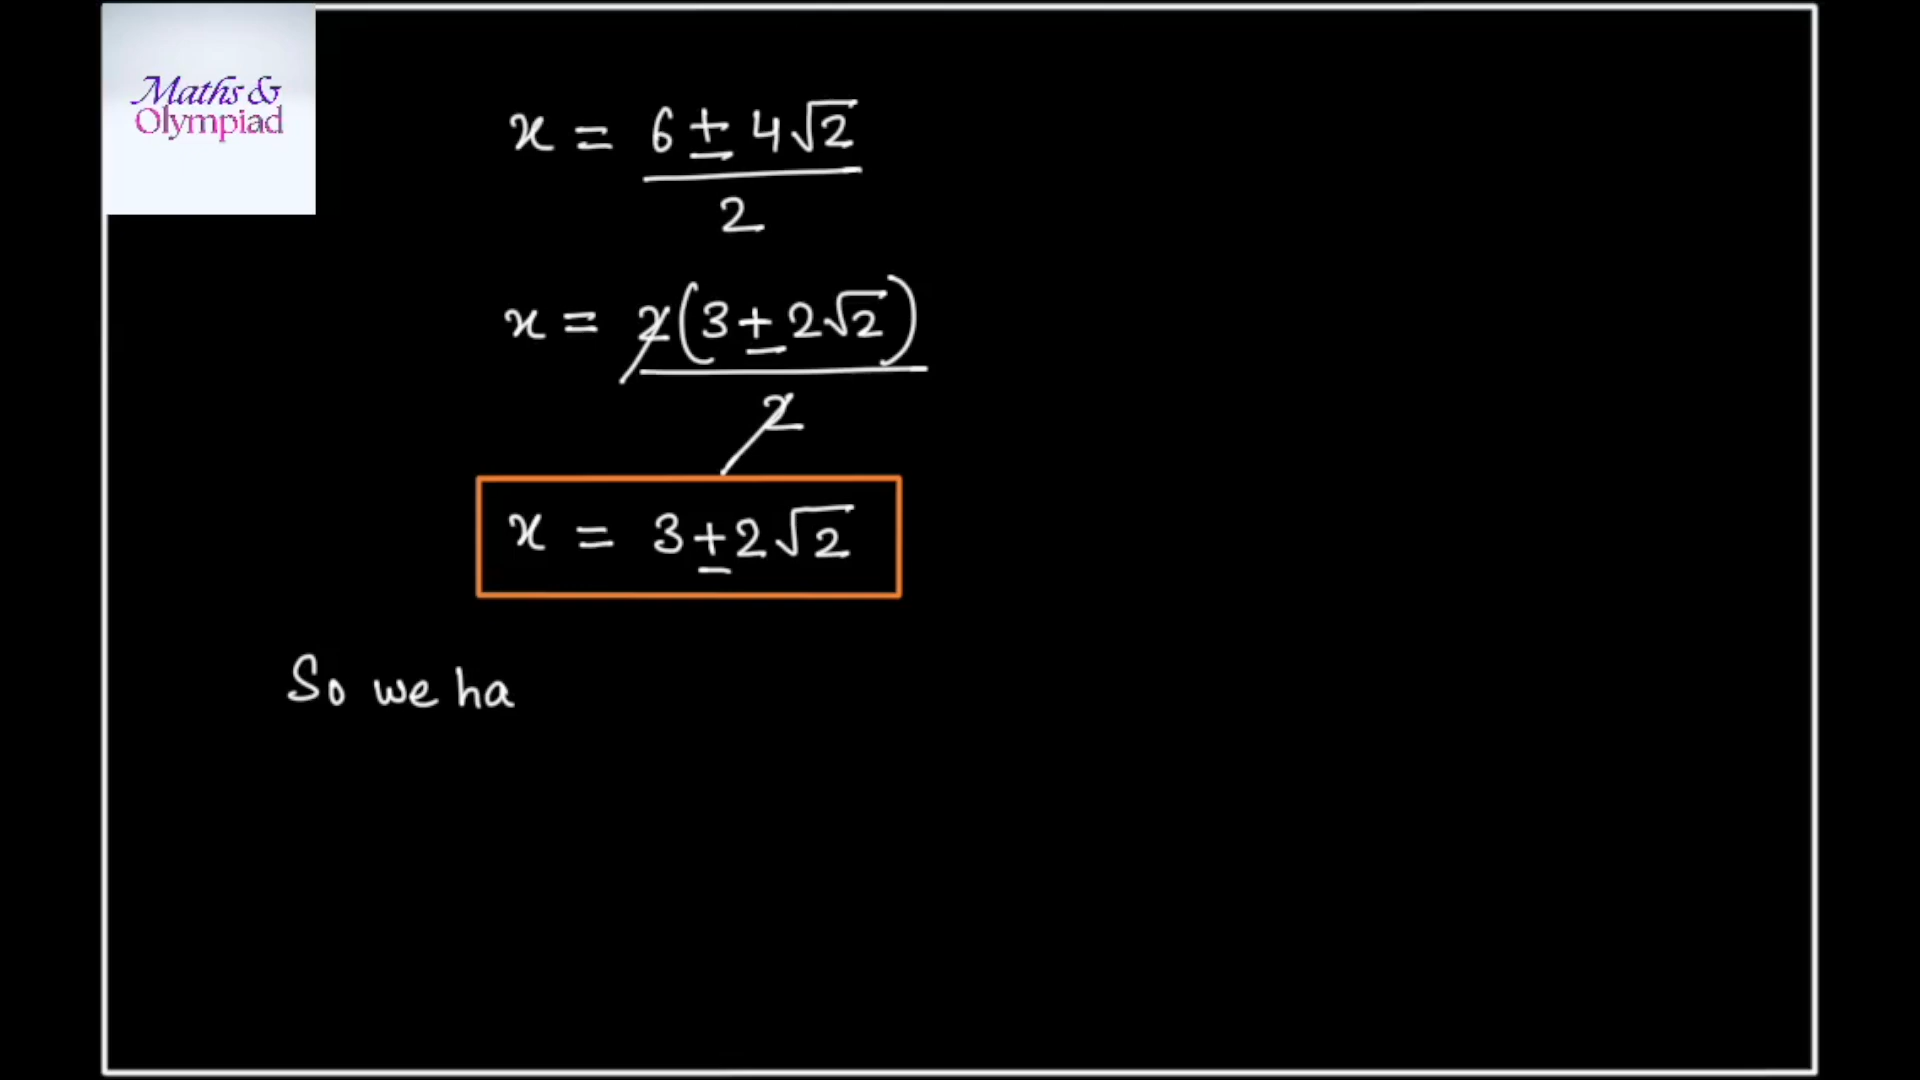 Maths &
Olympiad
x = 6 ± 4√2
2
x = 2(3 ± 2√2)
2
x = 3 ± 2√2
So we ha